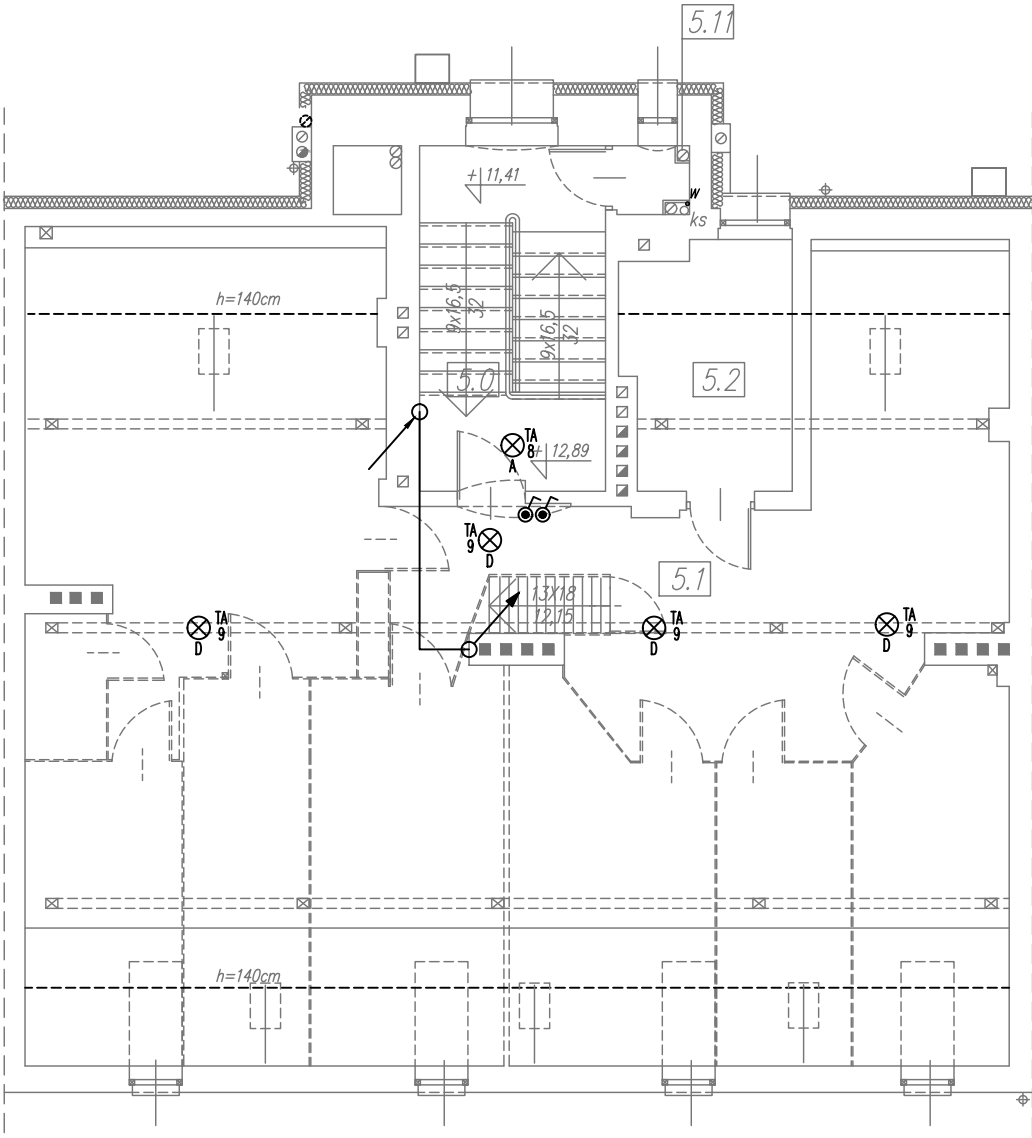 5.11
+ 11,41
w
ks
h=140cm
9x16,5
32
9x16,5
32
5.0
5.2
TA
8
A
+ 12,89
TA
9
D
5.1
13X18
12,15
TA
9
D
TA
9
D
TA
9
D
h=140cm